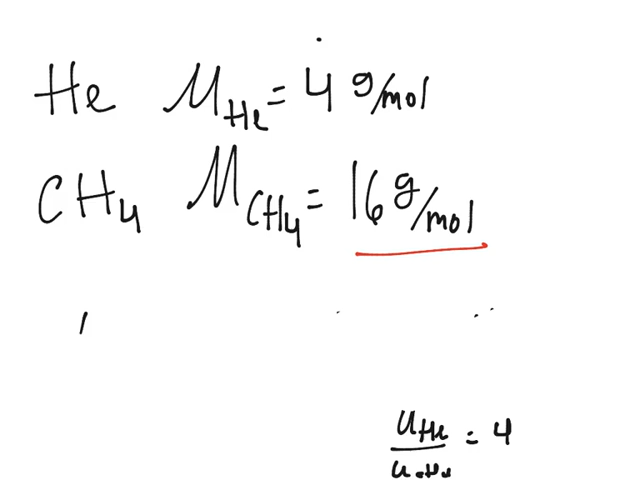 He M_He = 4 g/mol
CH4 M_CH4 = 16 g/mol
u_He
= 4